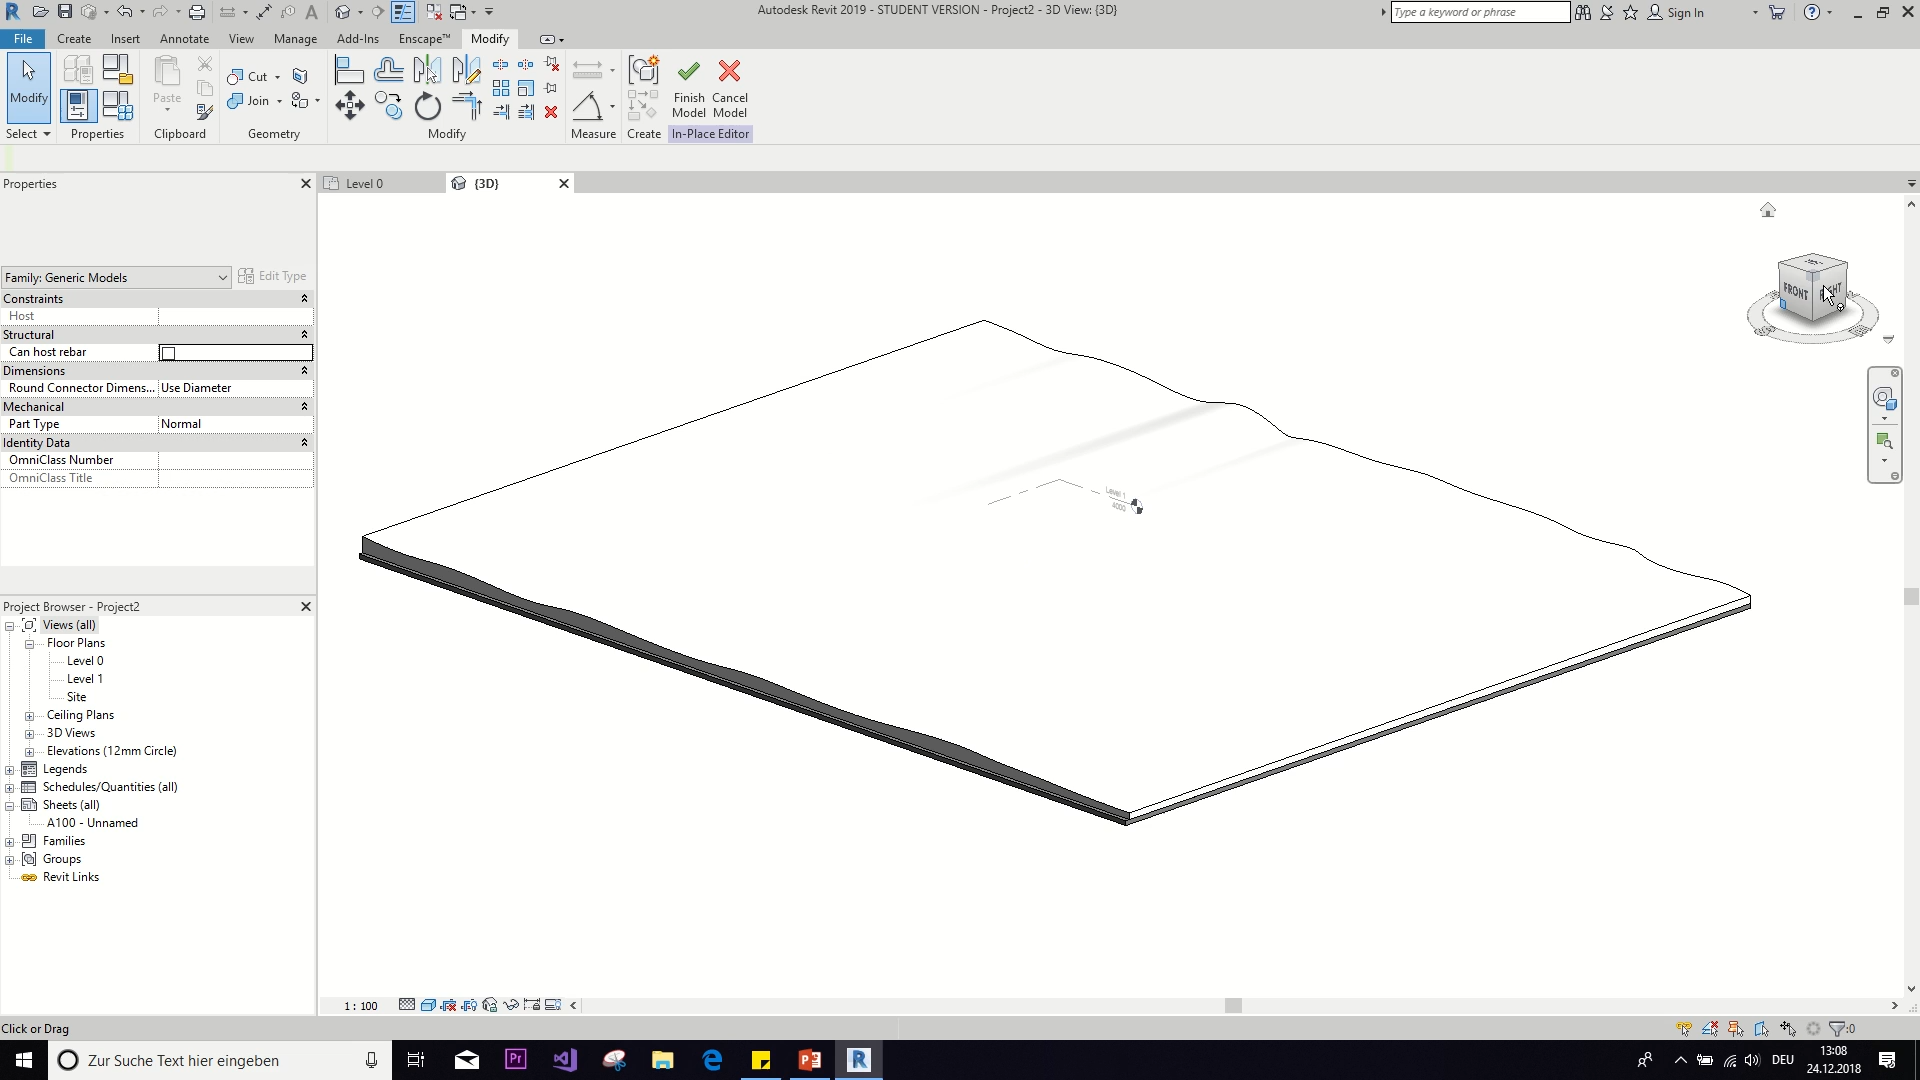 Autodesk Revit 2019 - STUDENT VERSION - Project2 - 3D View: {3D}
Type a keyword or phrase
Sign In
File
Create
Insert
Annotate
View
Manage
Add-Ins
Enscape™
Modify
Modify
Paste
Cut
Join
Finish Model
Cancel Model
Select
Properties
Clipboard
Geometry
Modify
Measure
Create
In-Place Editor
Properties
Level 0
{3D}
Family: Generic Models
Edit Type
Constraints
Host
Structural
Can host rebar
Dimensions
Round Connector Dimens...
Use Diameter
Mechanical
Part Type
Normal
Identity Data
OmniClass Number
OmniClass Title
Project Browser - Project2
Views (all)
Floor Plans
Level 0
Level 1
Site
Ceiling Plans
3D Views
Elevations (12mm Circle)
Legends
Schedules/Quantities (all)
Sheets (all)
A100 - Unnamed
Families
Groups
Revit Links
FRONT
Level 1
4000
1 : 100
Click or Drag
:0
Zur Suche Text hier eingeben
DEU
13:08
24.12.2018